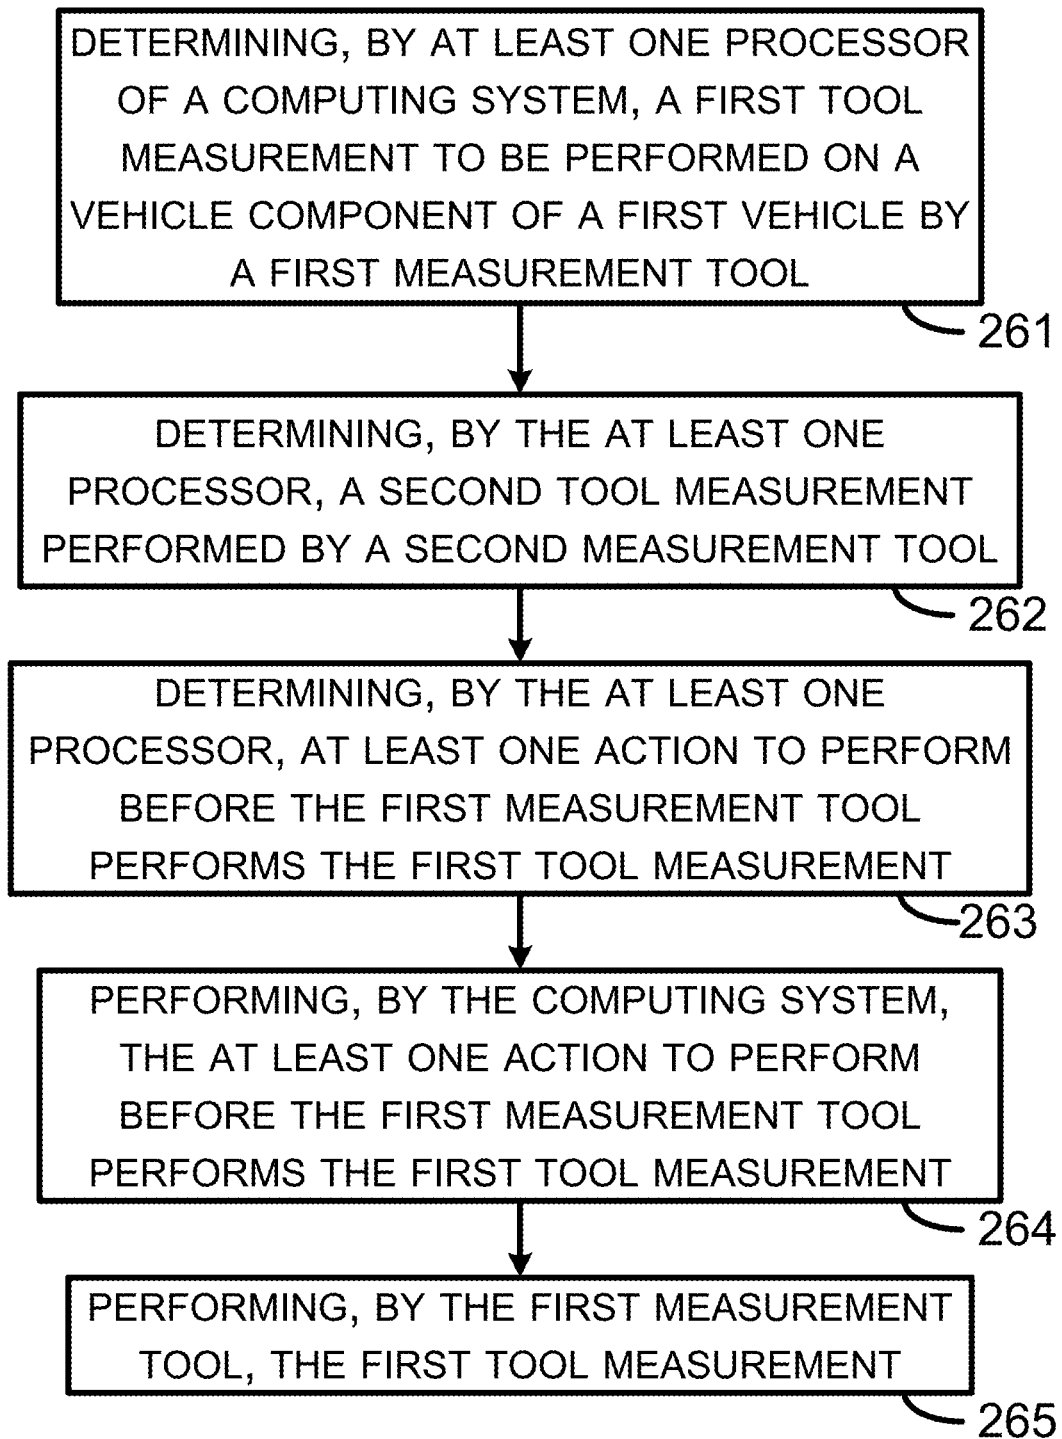 DETERMINING, BY AT LEAST ONE PROCESSOR
OF A COMPUTING SYSTEM, A FIRST TOOL
MEASUREMENT TO BE PERFORMED ON A
VEHICLE COMPONENT OF A FIRST VEHICLE BY
A FIRST MEASUREMENT TOOL
261
DETERMINING, BY THE AT LEAST ONE
PROCESSOR, A SECOND TOOL MEASUREMENT
PERFORMED BY A SECOND MEASUREMENT TOOL
262
DETERMINING, BY THE AT LEAST ONE
PROCESSOR, AT LEAST ONE ACTION TO PERFORM
BEFORE THE FIRST MEASUREMENT TOOL
PERFORMS THE FIRST TOOL MEASUREMENT
263
PERFORMING, BY THE COMPUTING SYSTEM,
THE AT LEAST ONE ACTION TO PERFORM
BEFORE THE FIRST MEASUREMENT TOOL
PERFORMS THE FIRST TOOL MEASUREMENT
264
PERFORMING, BY THE FIRST MEASUREMENT
TOOL, THE FIRST TOOL MEASUREMENT
265